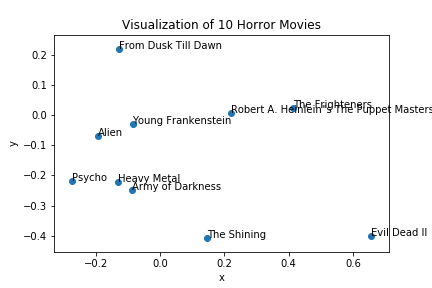 Visualization of 10 Horror Movies
From Dusk Till Dawn
The Frighteners
Robert A. Heinlein's The Puppet Masters
Young Frankenstein
Alien
Psycho
Heavy Metal
Army of Darkness
The Shining
Evil Dead II
y
0.2
0.1
0.0
−0.1
−0.2
−0.3
−0.4
−0.2
0.0
0.2
0.4
0.6
x